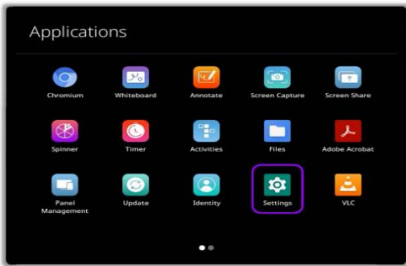 Applications
Chromium Whiteboard Annotate Screen Capture Screen Share
Spinner Timer Activities Files Adobe Acrobat
Panel Management Update Identity Settings VLC